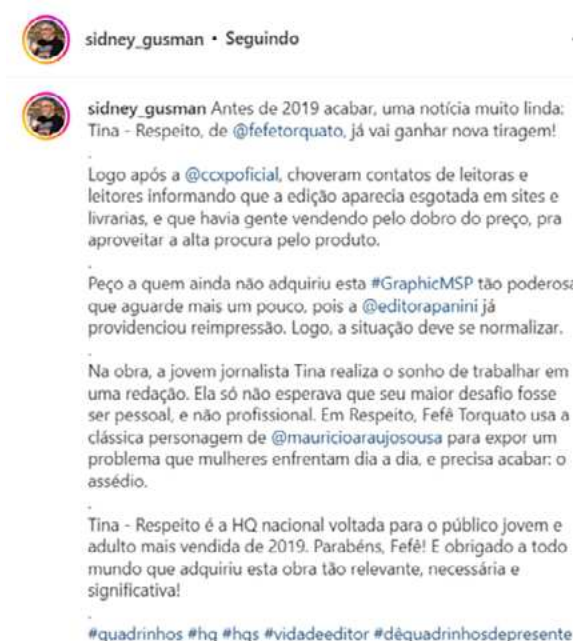 sidney_gusman • Seguindo
sidney_gusman Antes de 2019 acabar, uma notícia muito linda:
Tina - Respeito, de @fefetorquato, já vai ganhar nova tiragem!
.
Logo após a @ccxpoficial, choveram contatos de leitoras e
leitores informando que a edição aparecia esgotada em sites e
livrarias, e que havia gente vendendo pelo dobro do preço, pra
aproveitar a alta procura pelo produto.
.
Peço a quem ainda não adquiriu esta #GraphicMSP tão poderosa
que aguarde mais um pouco, pois a @editorapanini já
providenciou reimpressão. Logo, a situação deve se normalizar.
.
Na obra, a jovem jornalista Tina realiza o sonho de trabalhar em
uma redação. Ela só não esperava que seu maior desafio fosse
ser pessoal, e não profissional. Em Respeito, Fefê Torquato usa a
clássica personagem de @mauricioaraujosousa para expor um
problema que mulheres enfrentam dia a dia, e precisa acabar: o
assédio.
.
Tina - Respeito é a HQ nacional voltada para o público jovem e
adulto mais vendida de 2019. Parabéns, Fefê! E obrigado a todo
mundo que adquiriu esta obra tão relevante, necessária e
significativa!
.
#quadrinhos #hq #hqs #vidadeeditor #dêquadrinhosdepresente